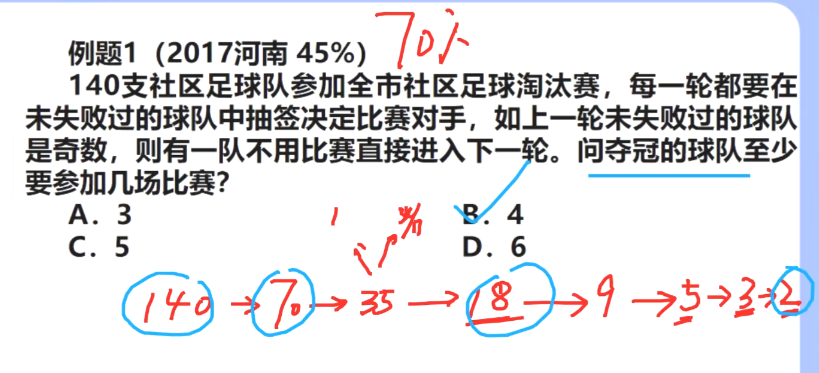 70个
例题1（2017河南 45%）
140支社区足球队参加全市社区足球淘汰赛，每一轮都要在
未失败过的球队中抽签决定比赛对手，如上一轮未失败过的球队
是奇数，则有一队不用比赛直接进入下一轮。问夺冠的球队至少
要参加几场比赛？
A．3 B．4
C．5 D．6
140→70→35→18→9→5→3→2